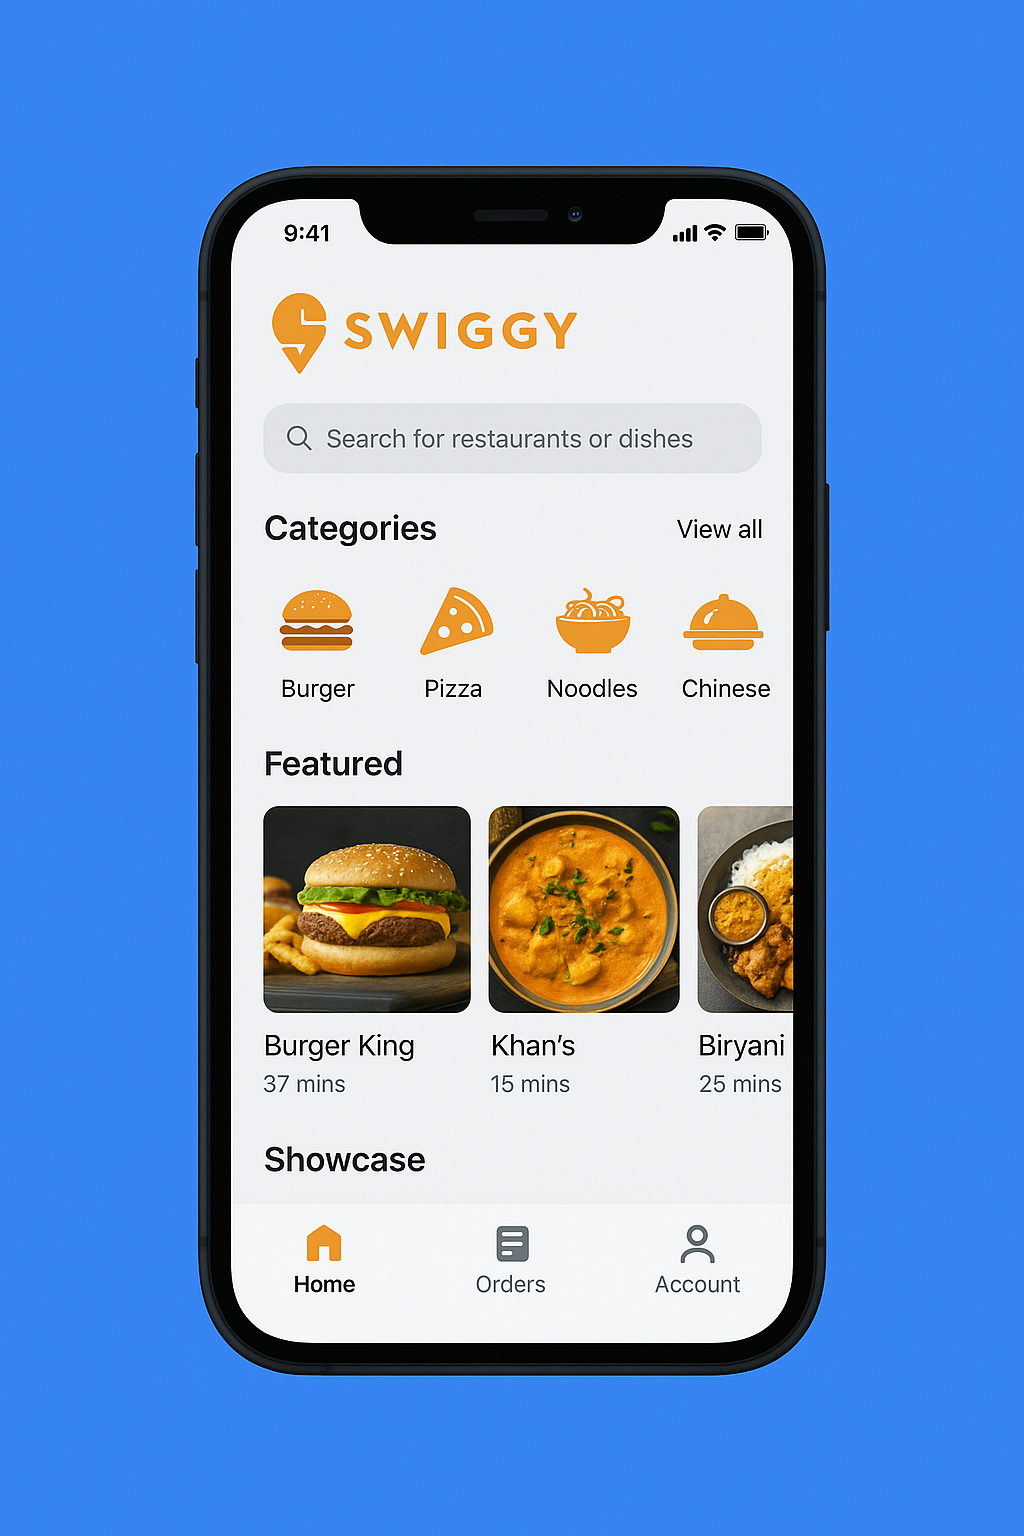 9:41
SWIGGY
Search for restaurants or dishes
Categories View all
Burger Pizza Noodles Chinese
Featured
Burger King Khan’s Biryani
37 mins 15 mins 25 mins
Showcase
Home Orders Account